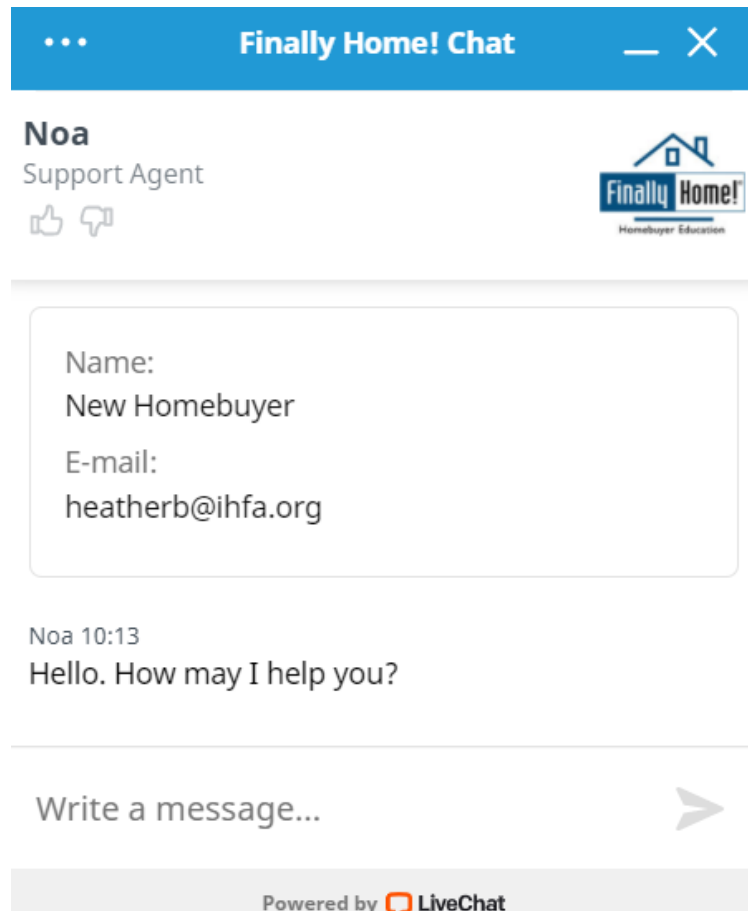 Finally Home! Chat
Noa
Support Agent
Finally Home!
Homebuyer Education
Name:
New Homebuyer
E-mail:
heatherb@ihfa.org
Noa 10:13
Hello. How may I help you?
Write a message...
Powered by LiveChat